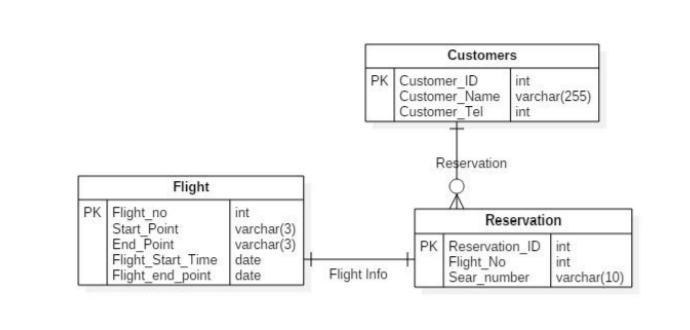 Customers
PK Customer_ID int
Customer_Name varchar(255)
Customer_Tel int
Reservation
Flight
PK Flight_no int
Start_Point varchar(3)
End_Point varchar(3)
Flight_Start_Time date
Flight_end_point date
Flight Info
Reservation
PK Reservation_ID int
Flight_No int
Sear_number varchar(10)